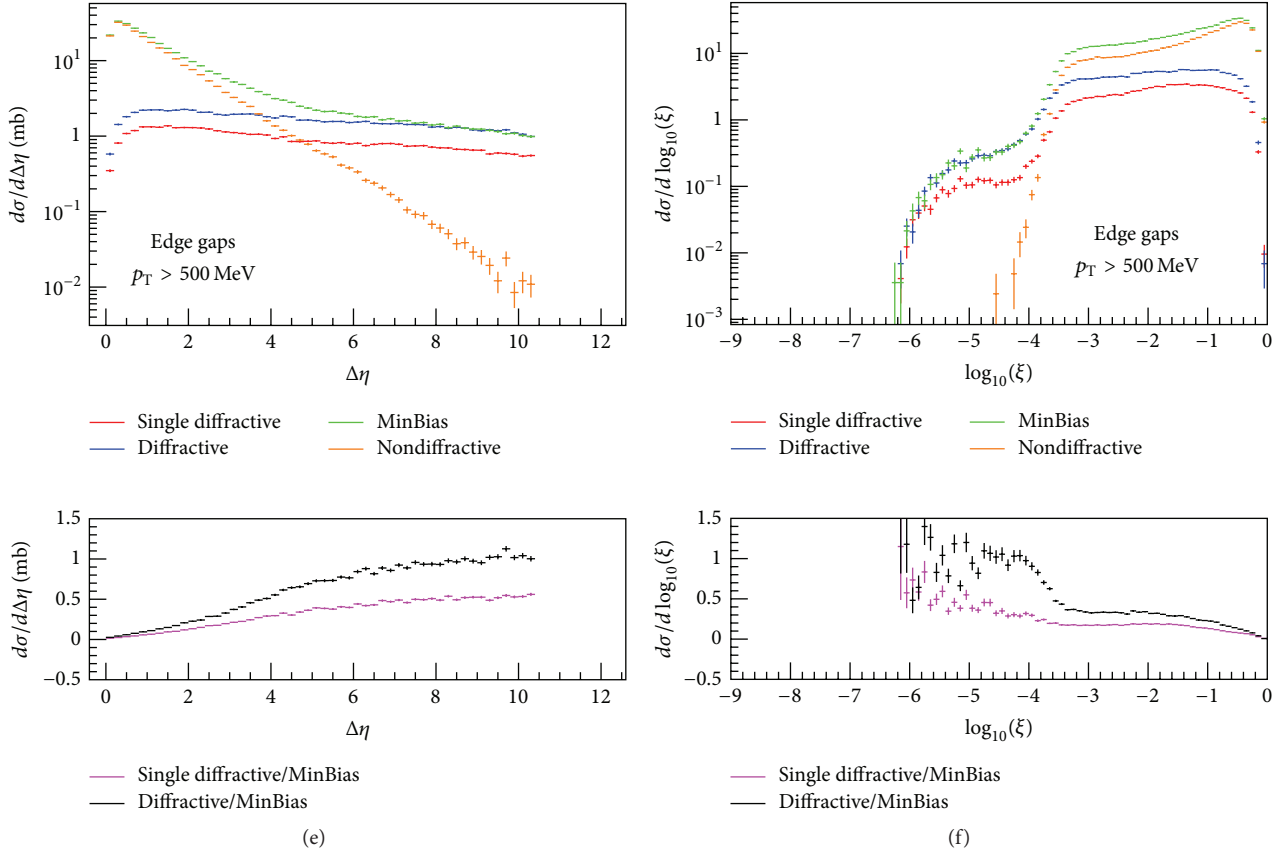 dσ/dΔη (mb)
10¹
1
10⁻¹
10⁻²
Edge gaps
pT > 500 MeV
0 2 4 6 8 10 12
Δη
Single diffractive
Diffractive
MinBias
Nondiffractive
dσ/d log₁₀(ξ)
10¹
1
10⁻¹
10⁻²
10⁻³
Edge gaps
pT > 500 MeV
−9 −8 −7 −6 −5 −4 −3 −2 −1 0
log₁₀(ξ)
Single diffractive
Diffractive
MinBias
Nondiffractive
dσ/dΔη (mb)
1.5
1
0.5
0
−0.5
0 2 4 6 8 10 12
Δη
Single diffractive/MinBias
Diffractive/MinBias
(e)
dσ/d log₁₀(ξ)
1.5
1
0.5
0
−0.5
−9 −8 −7 −6 −5 −4 −3 −2 −1 0
log₁₀(ξ)
Single diffractive/MinBias
Diffractive/MinBias
(f)